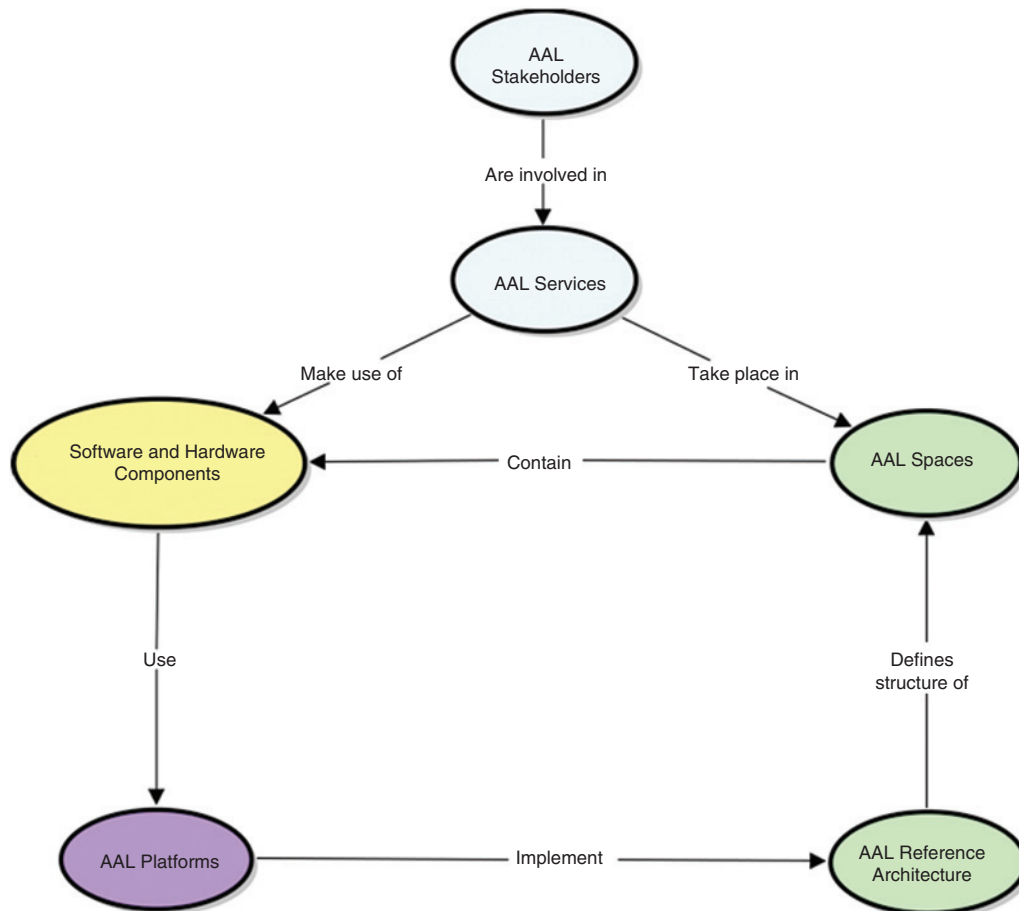 AAL
Stakeholders
Are involved in
AAL Services
Make use of
Take place in
Software and Hardware
Components
Contain
AAL Spaces
Use
Defines
structure of
AAL Platforms
Implement
AAL Reference
Architecture